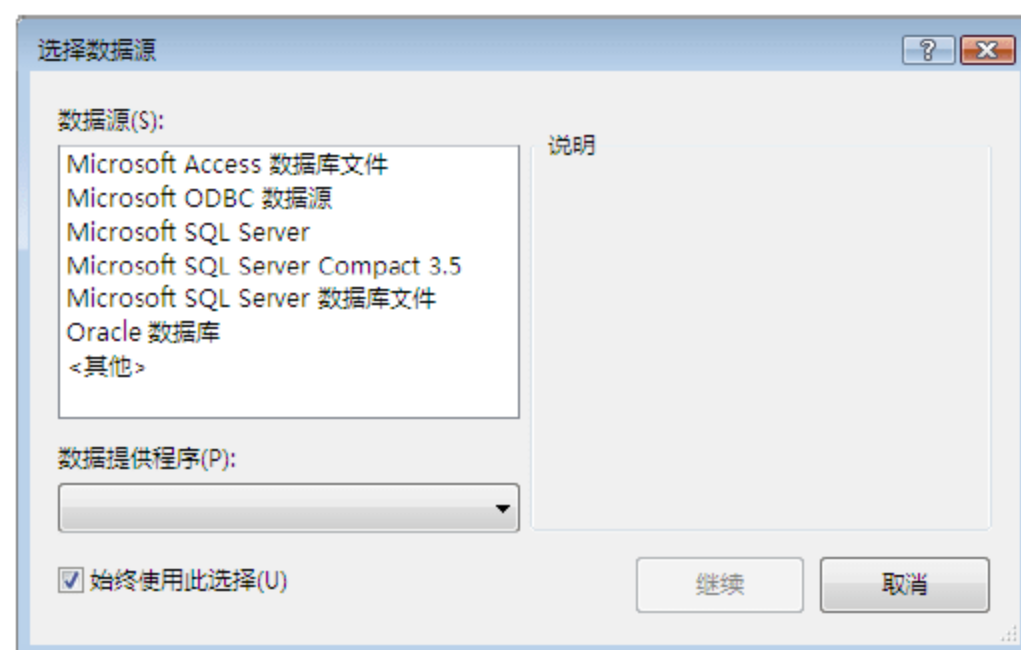 选择数据源
数据源(S):
Microsoft Access 数据库文件
Microsoft ODBC 数据源
Microsoft SQL Server
Microsoft SQL Server Compact 3.5
Microsoft SQL Server 数据库文件
Oracle 数据库
<其他>
说明
数据提供程序(P):
始终使用此选择(U)
继续
取消